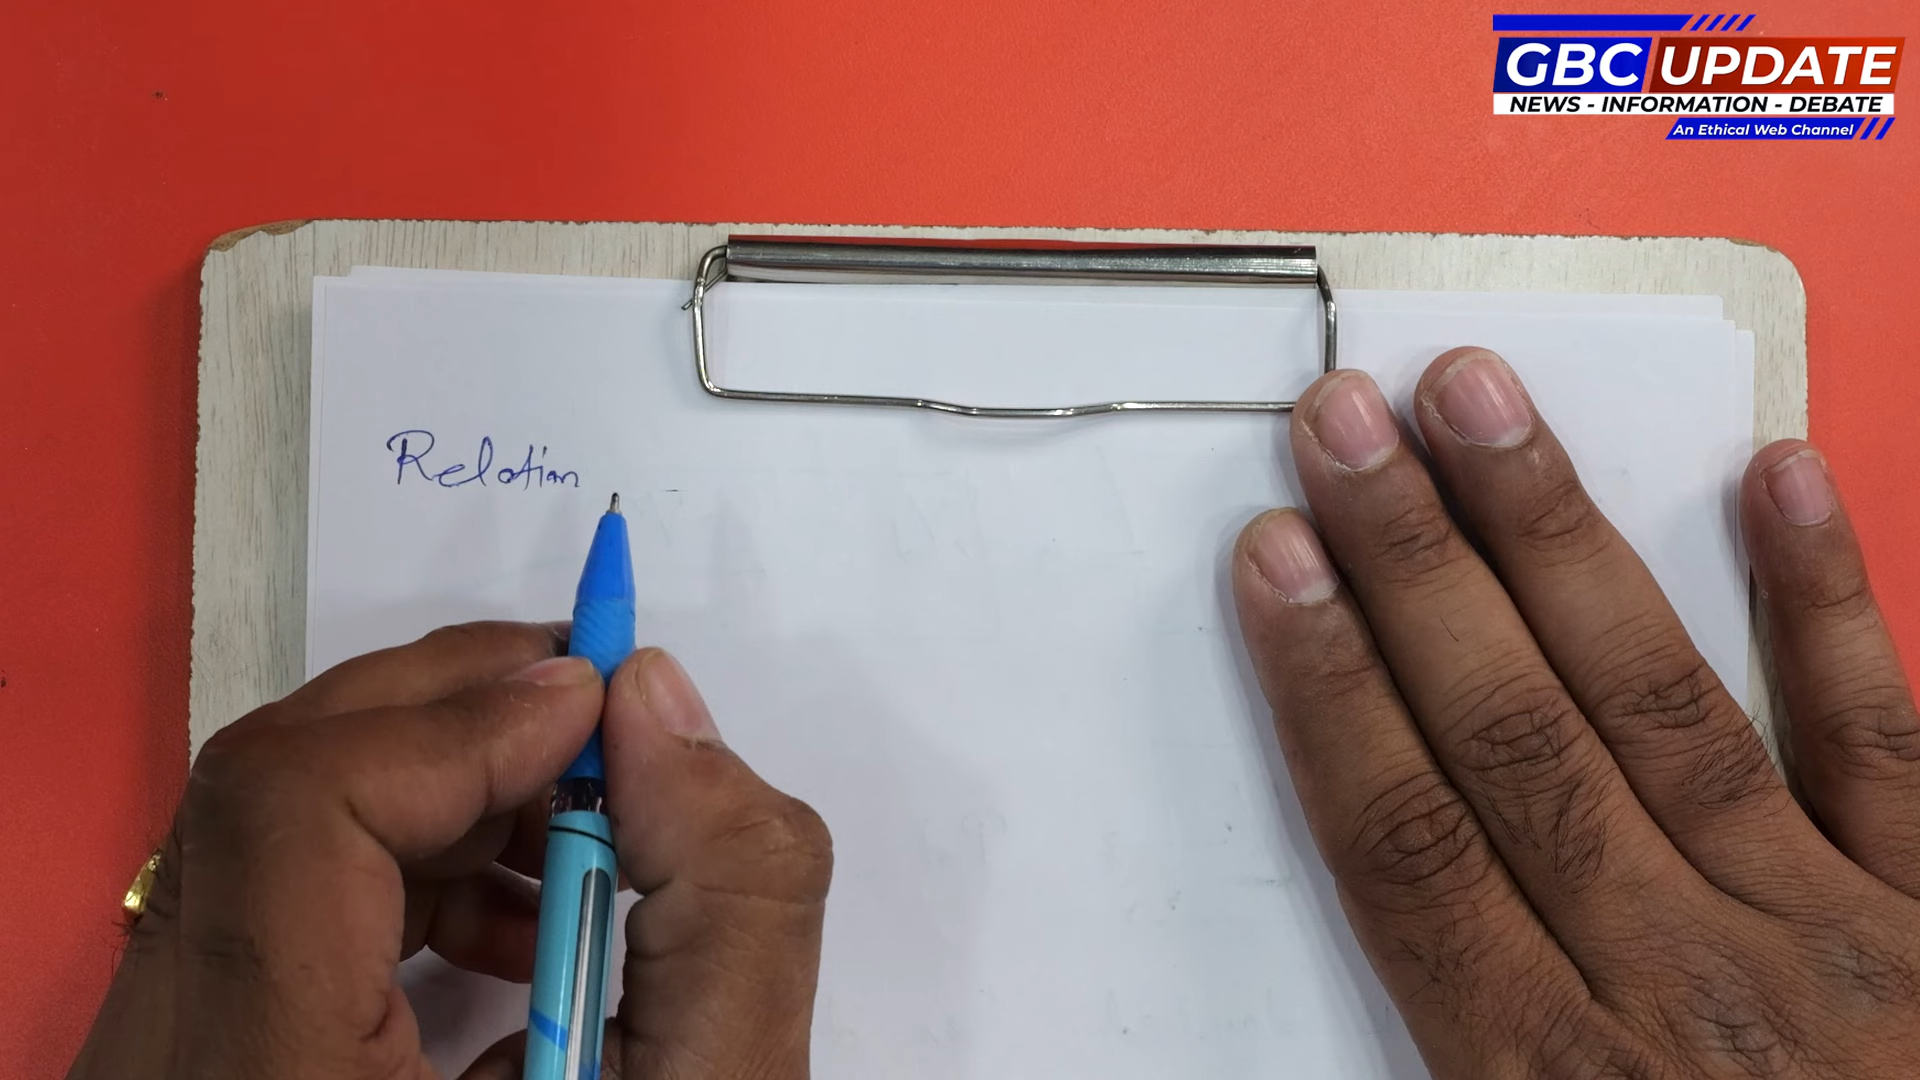 GBC UPDATE
NEWS - INFORMATION - DEBATE
An Ethical Web Channel
Relation